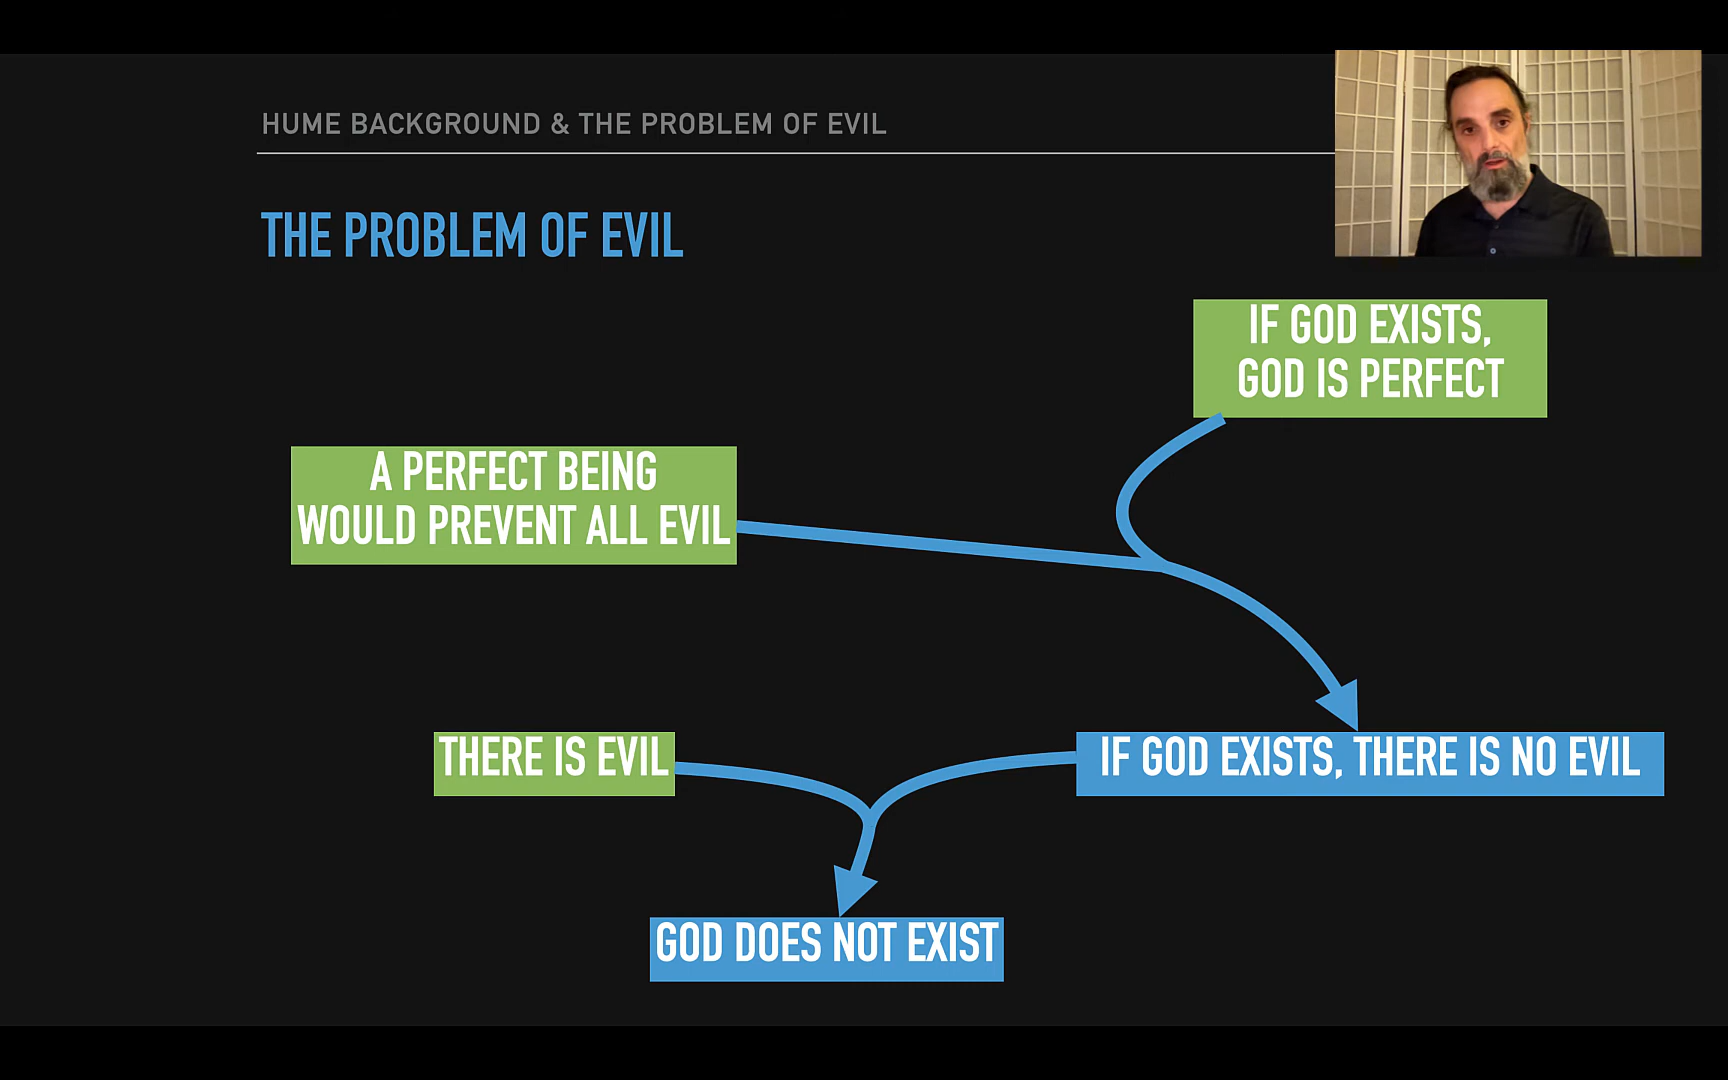 HUME BACKGROUND & THE PROBLEM OF EVIL
THE PROBLEM OF EVIL
IF GOD EXISTS,
GOD IS PERFECT
A PERFECT BEING
WOULD PREVENT ALL EVIL
THERE IS EVIL
IF GOD EXISTS, THERE IS NO EVIL
GOD DOES NOT EXIST